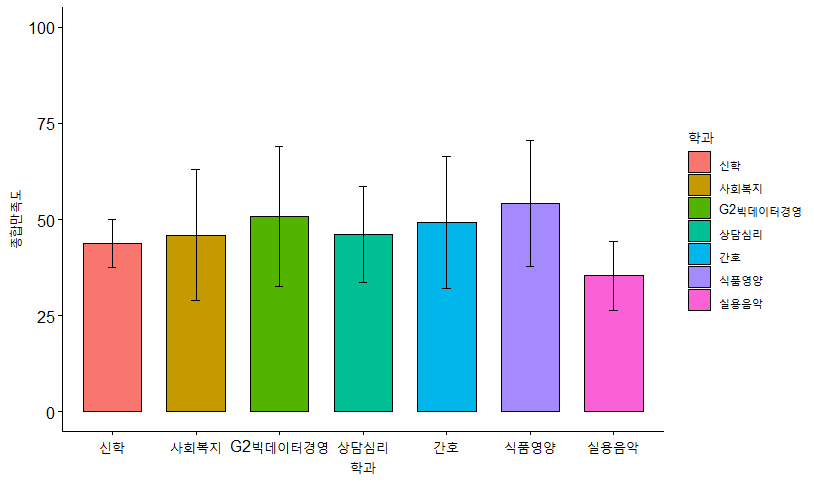 100
75
50
25
0
종합만족도
신학 사회복지 G2빅데이터경영 상담심리 간호 식품영양 실용음악
학과
학과
신학
사회복지
G2빅데이터경영
상담심리
간호
식품영양
실용음악